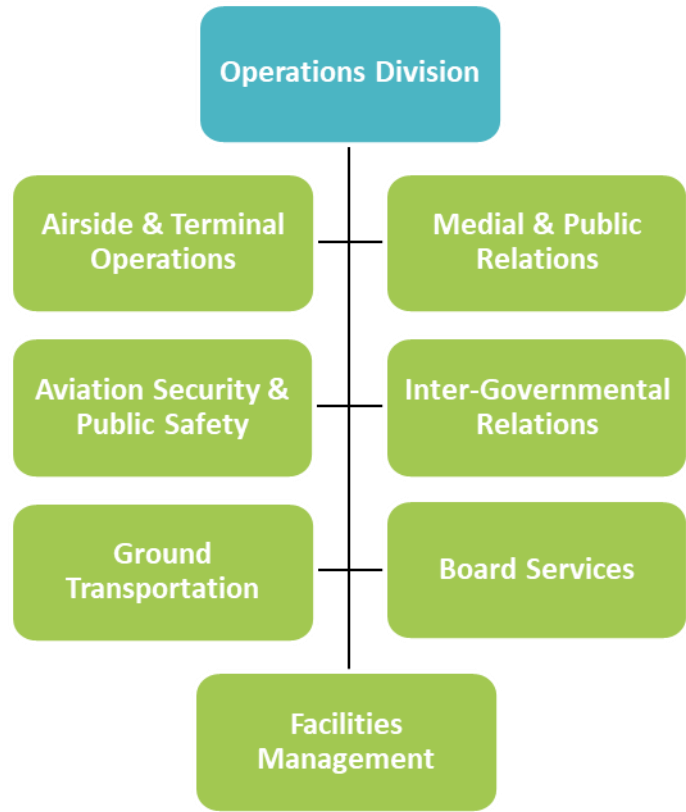 Operations Division
Airside & Terminal
Operations
Medial & Public
Relations
Aviation Security &
Public Safety
Inter-Governmental
Relations
Ground
Transportation
Board Services
Facilities
Management